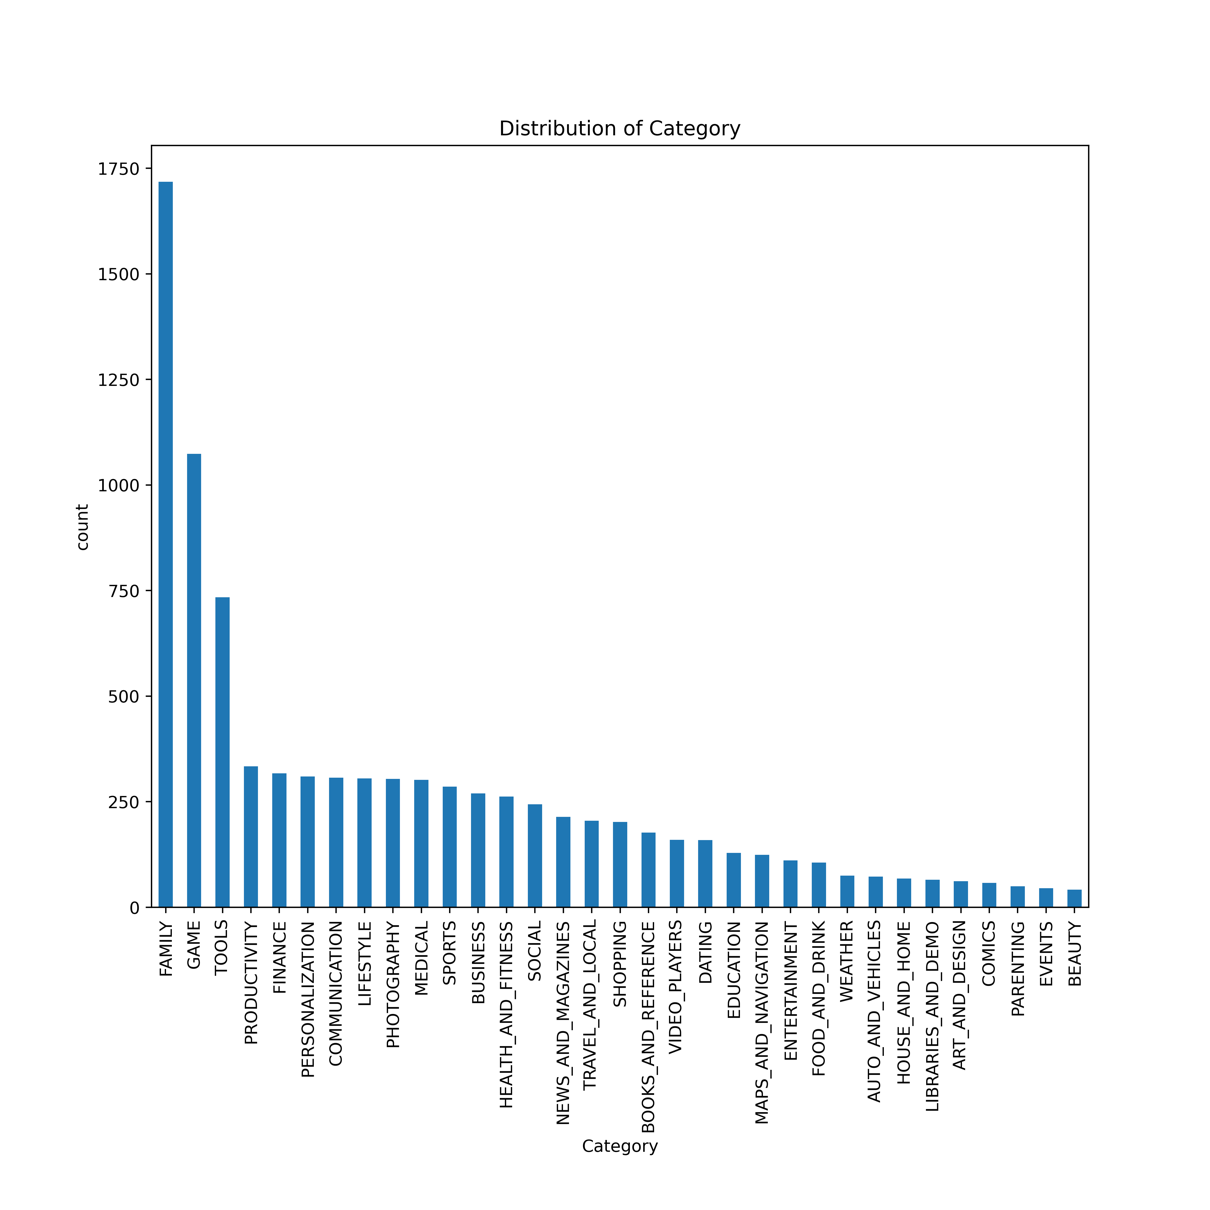 Distribution of Category
1750
1500
1250
1000
750
500
250
0
count
FAMILY
GAME
TOOLS
PRODUCTIVITY
FINANCE
PERSONALIZATION
COMMUNICATION
LIFESTYLE
PHOTOGRAPHY
MEDICAL
SPORTS
BUSINESS
HEALTH_AND_FITNESS
SOCIAL
NEWS_AND_MAGAZINES
TRAVEL_AND_LOCAL
SHOPPING
BOOKS_AND_REFERENCE
VIDEO_PLAYERS
DATING
EDUCATION
MAPS_AND_NAVIGATION
ENTERTAINMENT
FOOD_AND_DRINK
WEATHER
AUTO_AND_VEHICLES
HOUSE_AND_HOME
LIBRARIES_AND_DEMO
ART_AND_DESIGN
COMICS
PARENTING
EVENTS
BEAUTY
Category